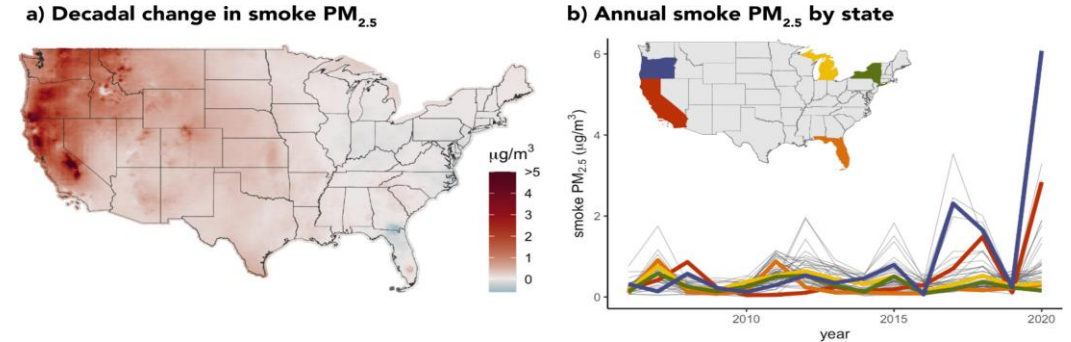 a) Decadal change in smoke PM2.5
μg/m³
>5
4
3
2
1
0
b) Annual smoke PM2.5 by state
smoke PM2.5 (μg/m³)
6
4
2
0
2010 2015 2020
year